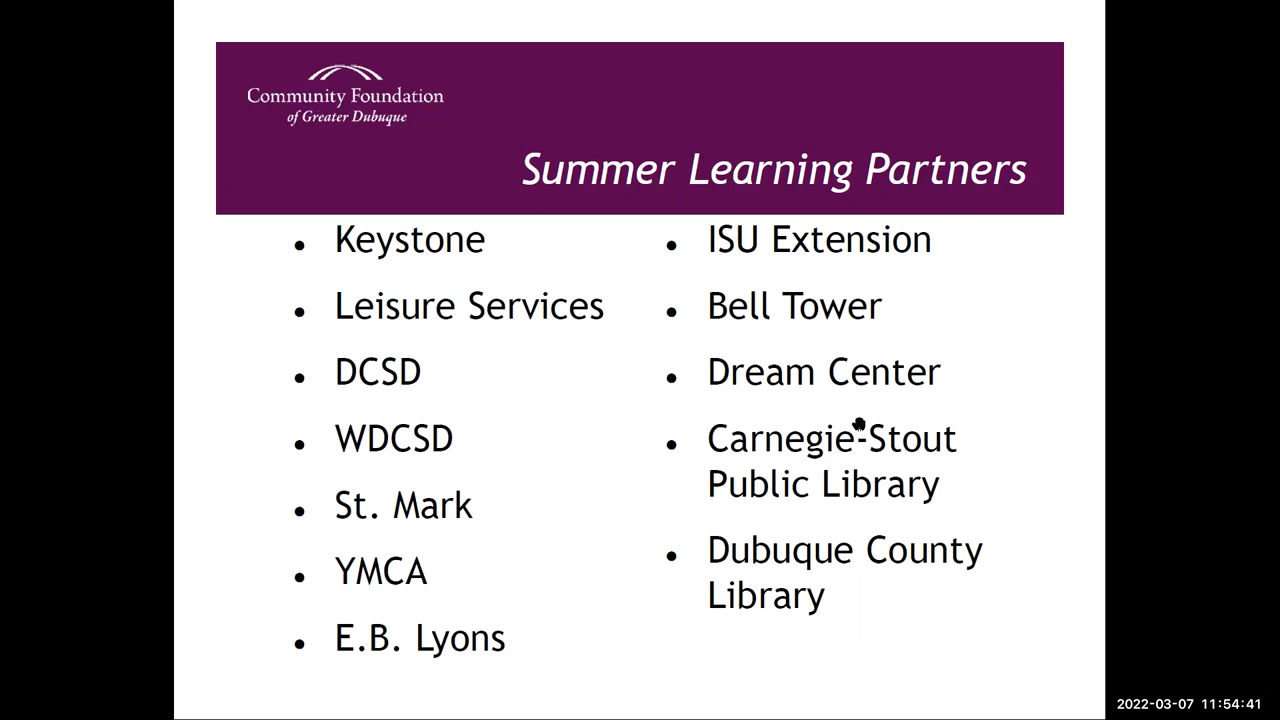 Community Foundation
of Greater Dubuque
Summer Learning Partners
Keystone
Leisure Services
DCSD
WDCSD
St. Mark
YMCA
E.B. Lyons
ISU Extension
Bell Tower
Dream Center
Carnegie-Stout
Public Library
Dubuque County
Library
2022-03-07 11:54:41